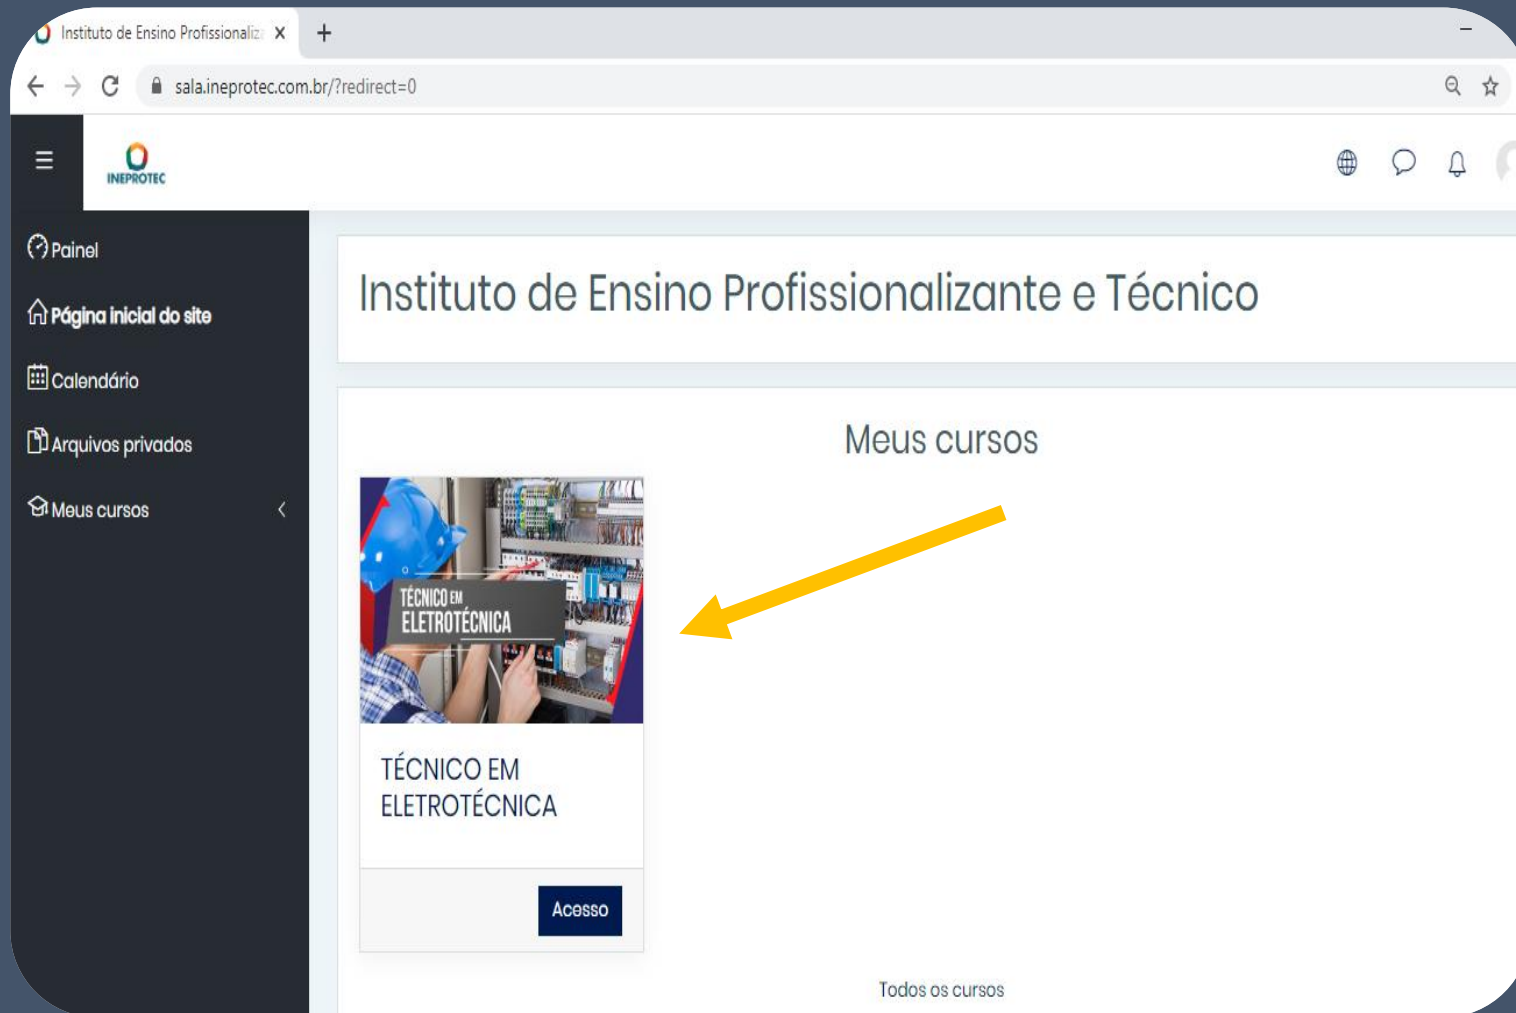 Instituto de Ensino Profissionaliz
sala.ineprotec.com.br/?redirect=0
INEPROTEC
Painel
Página inicial do site
Calendário
Arquivos privados
Meus cursos
Instituto de Ensino Profissionalizante e Técnico
Meus cursos
TÉCNICO EM
ELETROTÉCNICA
TÉCNICO EM
ELETROTÉCNICA
Acesso
Todos os cursos